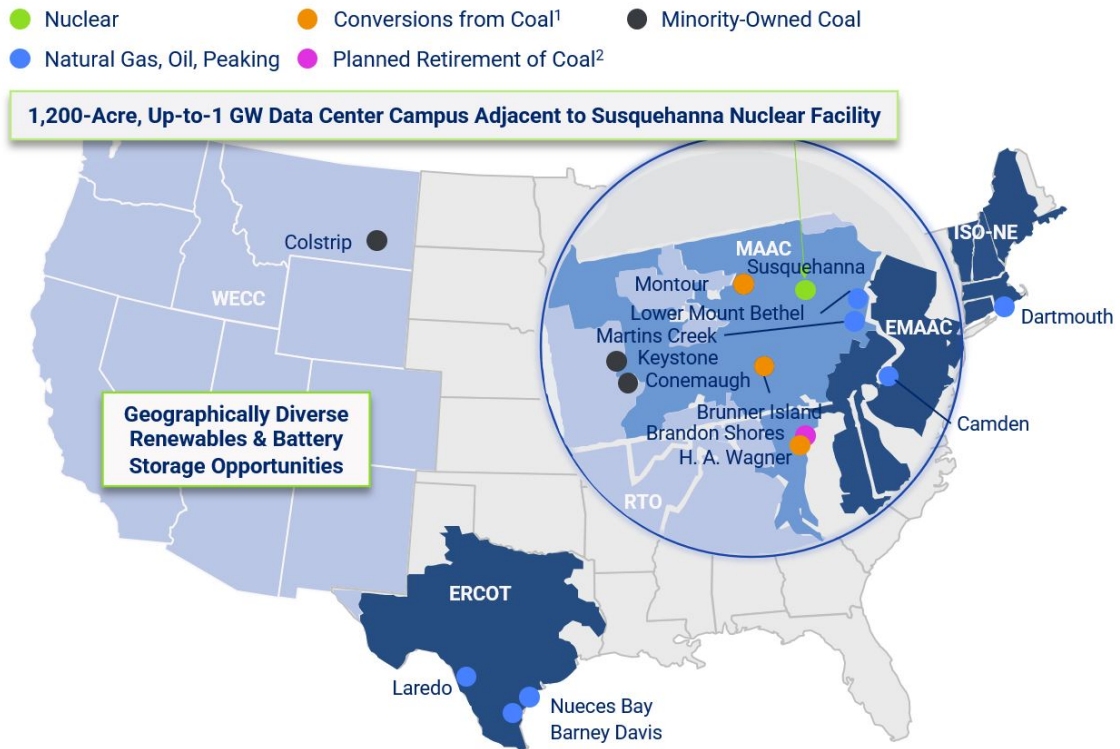 Nuclear
Conversions from Coal¹
Minority-Owned Coal
Natural Gas, Oil, Peaking
Planned Retirement of Coal²
1,200-Acre, Up-to-1 GW Data Center Campus Adjacent to Susquehanna Nuclear Facility
ISO-NE
Colstrip
MAAC
Susquehanna
Montour
WECC
Lower Mount Bethel
Dartmouth
Martins Creek
EMAAC
Keystone
Conemaugh
Geographically Diverse
Renewables & Battery
Storage Opportunities
Brunner Island
Camden
Brandon Shores
H. A. Wagner
RTO
ERCOT
Laredo
Nueces Bay
Barney Davis